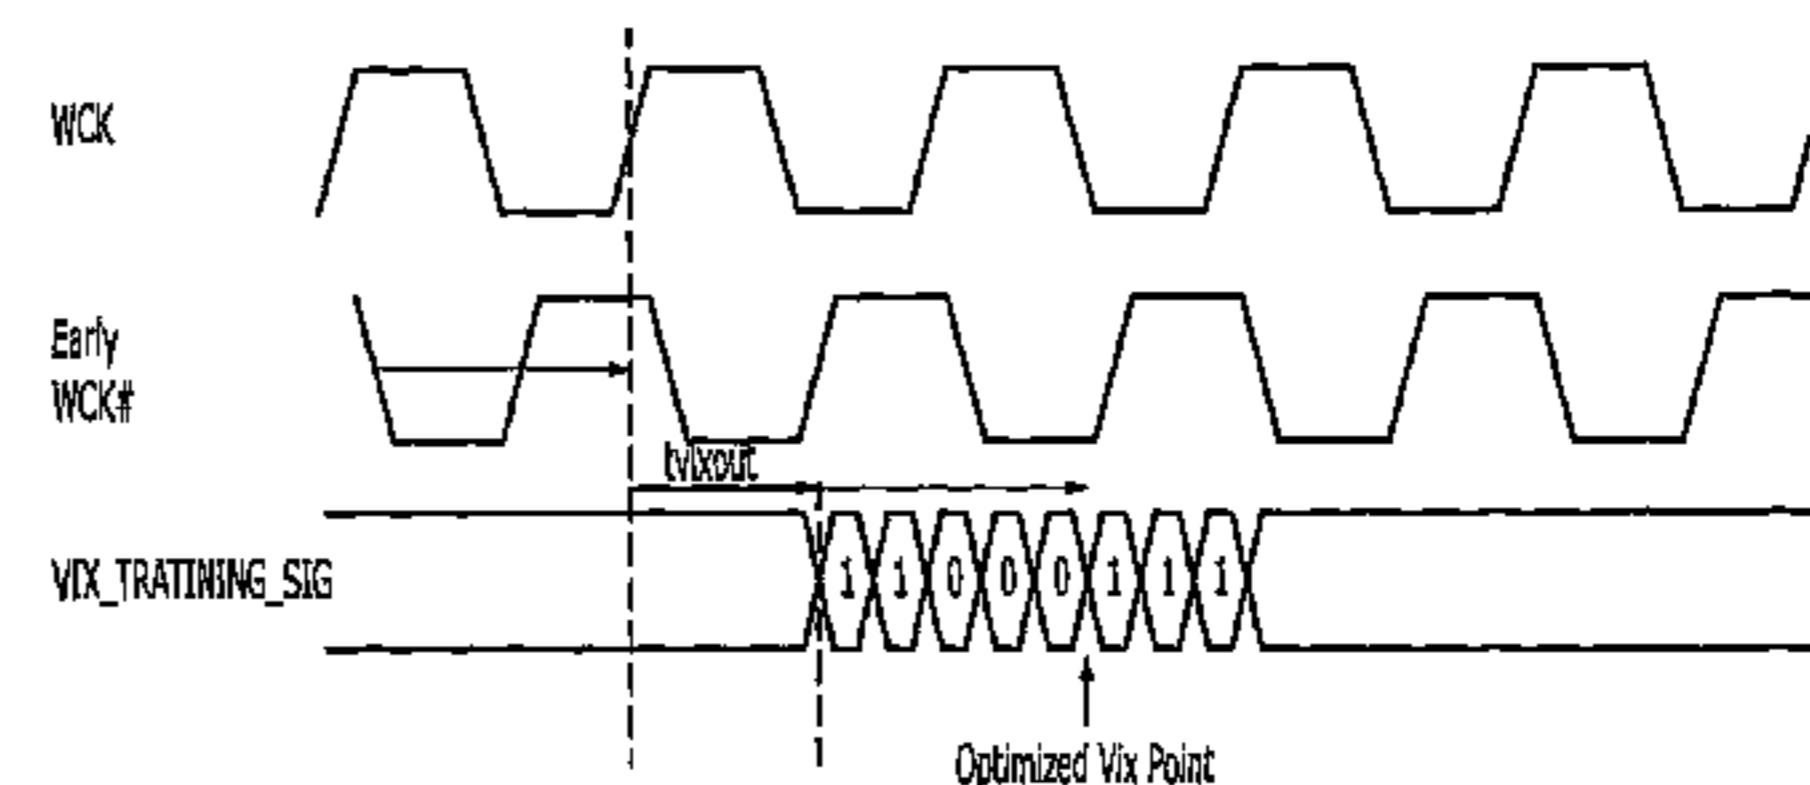 WCK
Early
WCK#
tvixout
VIX_TRATINING_SIG
1 1 0 0 0 1 1 1
Optimized Vix Point